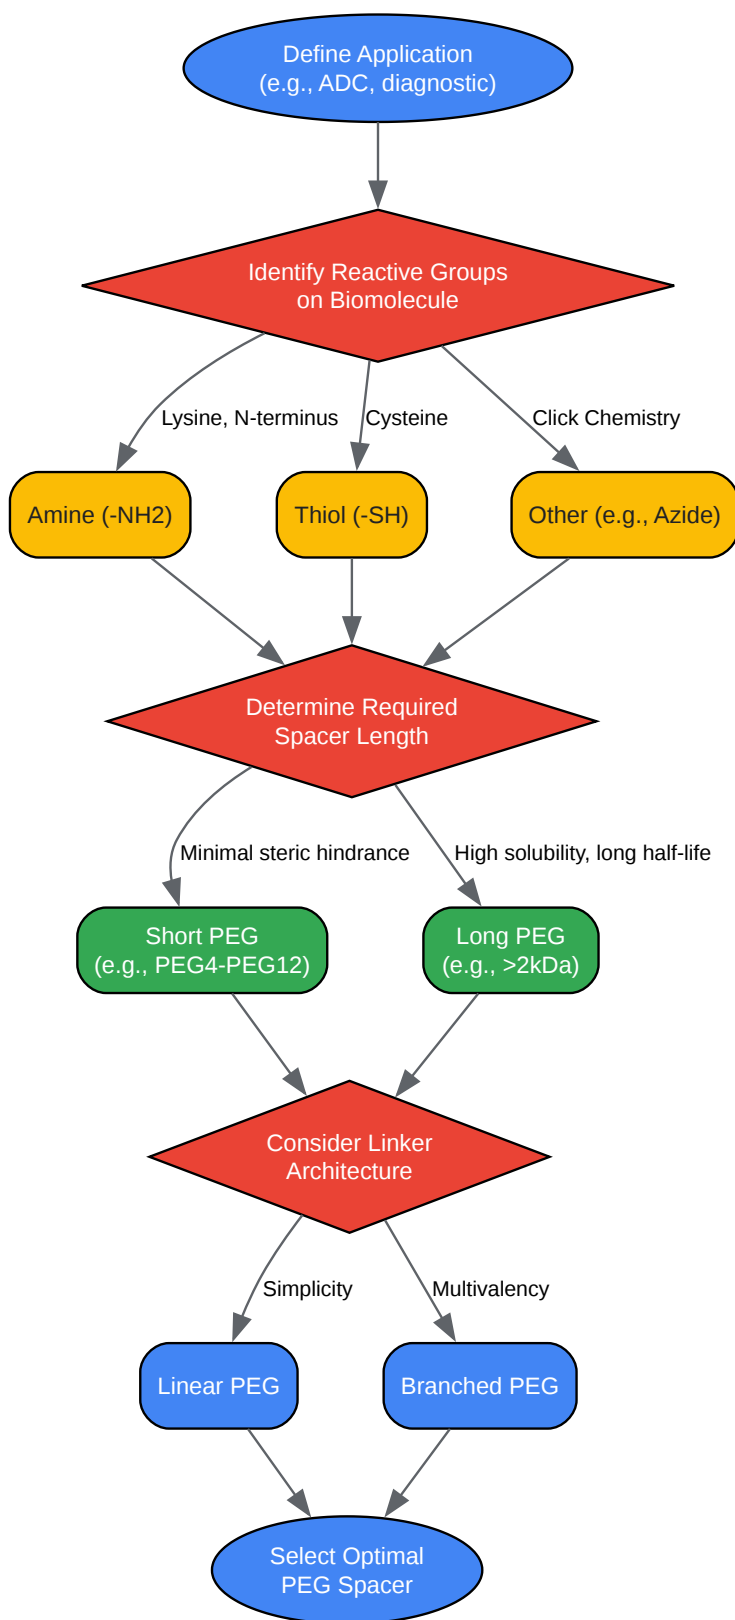 Define Application
(e.g., ADC, diagnostic)
Identify Reactive Groups
on Biomolecule
Lysine, N-terminus
Cysteine
Click Chemistry
Amine (-NH2)
Thiol (-SH)
Other (e.g., Azide)
Determine Required
Spacer Length
Minimal steric hindrance
High solubility, long half-life
Short PEG
(e.g., PEG4-PEG12)
Long PEG
(e.g., >2kDa)
Consider Linker
Architecture
Simplicity
Multivalency
Linear PEG
Branched PEG
Select Optimal
PEG Spacer